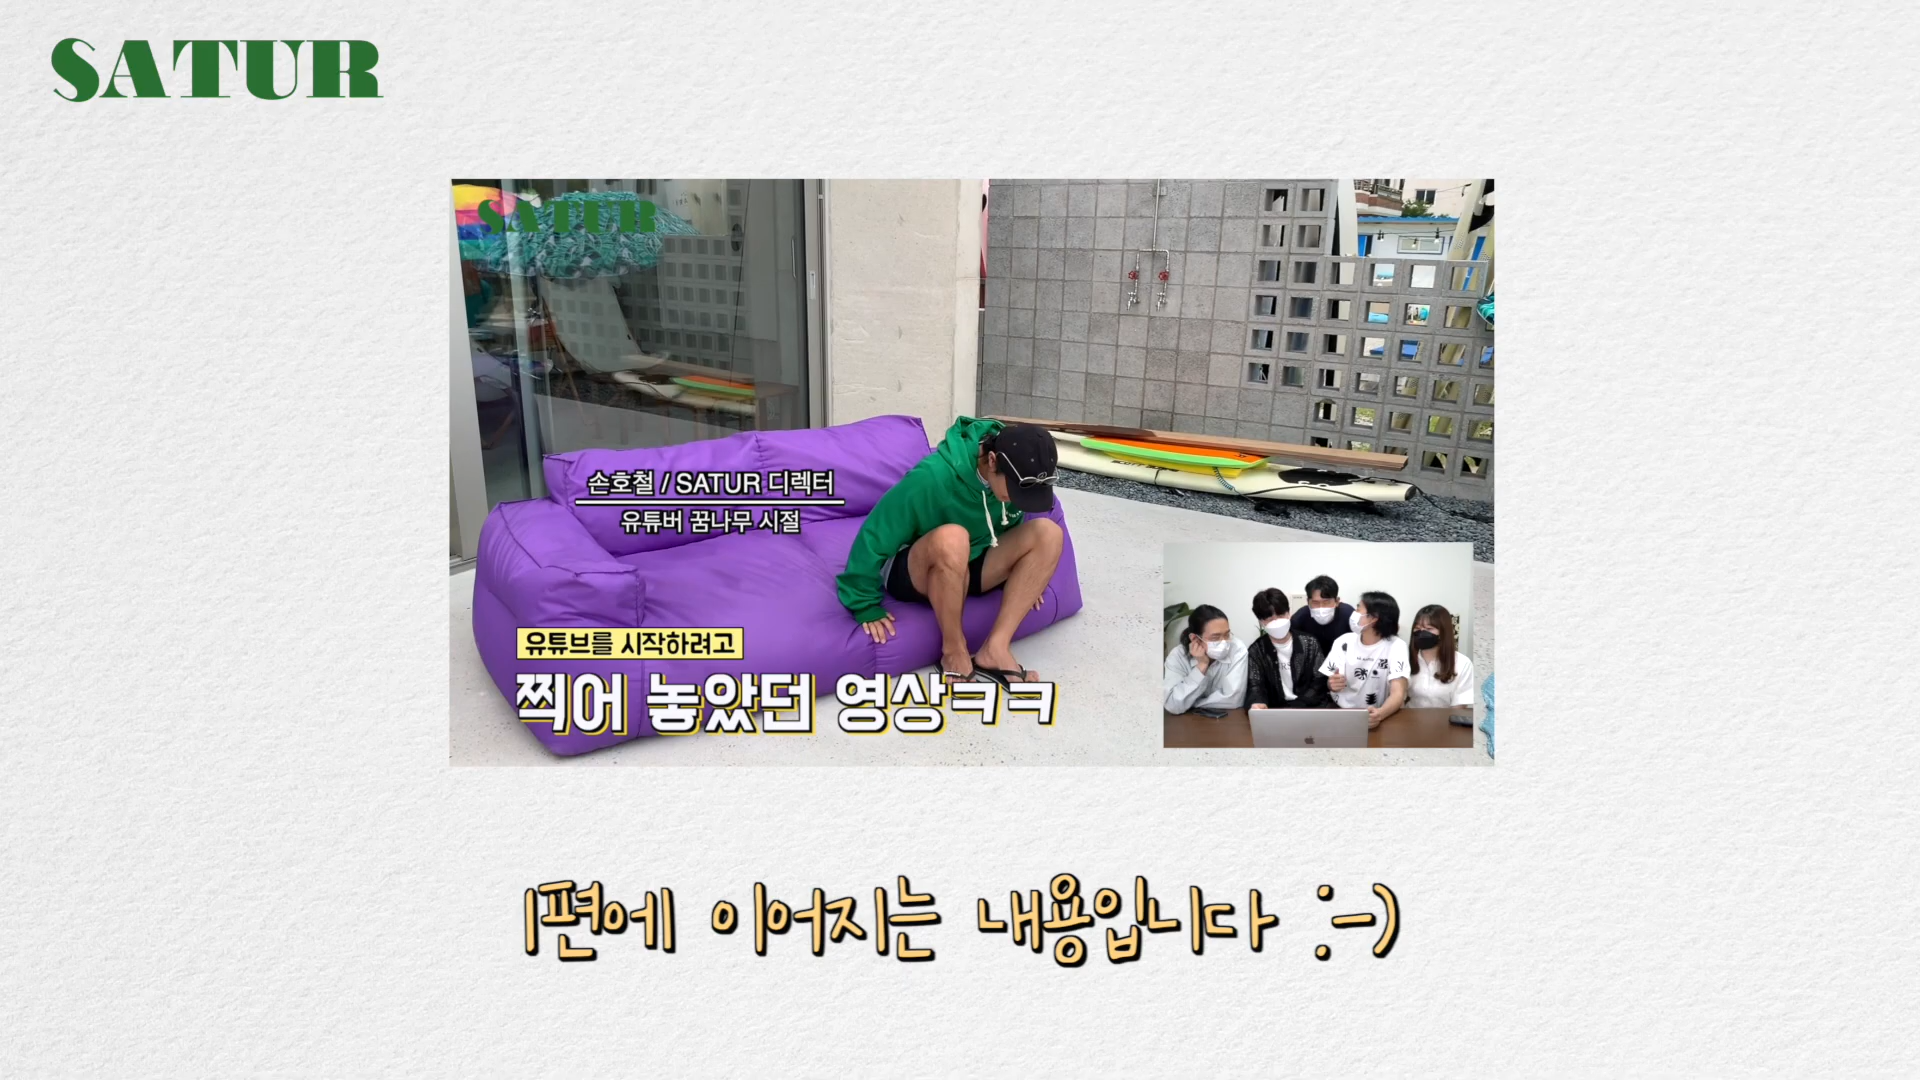 SATUR
SATUR
손호철 / SATUR 디렉터
유튜버 꿈나무 시절
유튜브를 시작하려고
찍어 놓았던 영상ㅋㅋ
1편에 이어지는 내용입니다 :-)